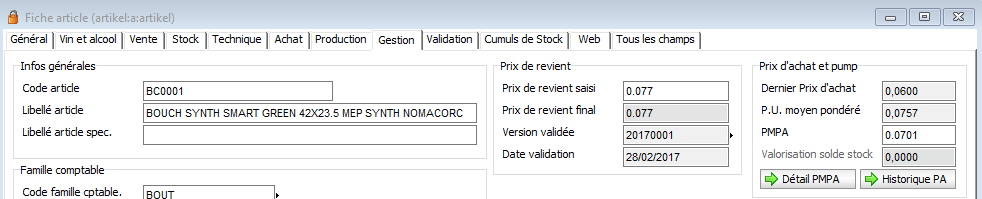 Fiche article (artikel:a:artikel)
Général Vin et alcool Vente Stock Technique Achat Production Gestion Validation Cumuls de Stock Web Tous les champs
Infos générales
Code article BC0001
Libellé article BOUCH SYNTH SMART GREEN 42X23.5 MEP SYNTH NOMACORC
Libellé article spec.
Famille comptable
Code famille cptable. BOUT
Prix de revient
Prix de revient saisi 0.077
Prix de revient final 0.077
Version validée 20170001
Date validation 28/02/2017
Prix d'achat et pump
Dernier Prix d'achat 0,0600
P.U. moyen pondéré 0,0757
PMPA 0.0701
Valorisation solde stock 0,0000
Détail PMPA Historique PA